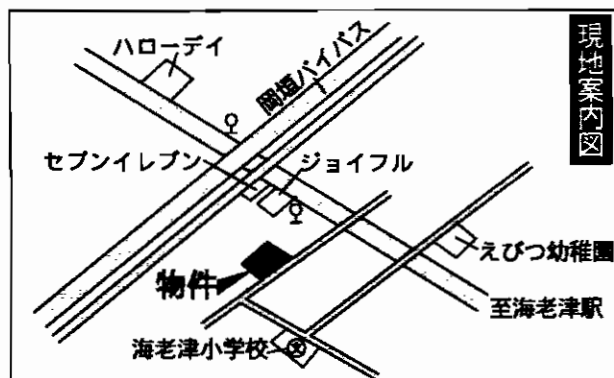 現地案内図
ハローデイ
岡垣バイパス
セブンイレブン
ジョイフル
物件
えびつ幼稚園
至海老津駅
海老津小学校
文